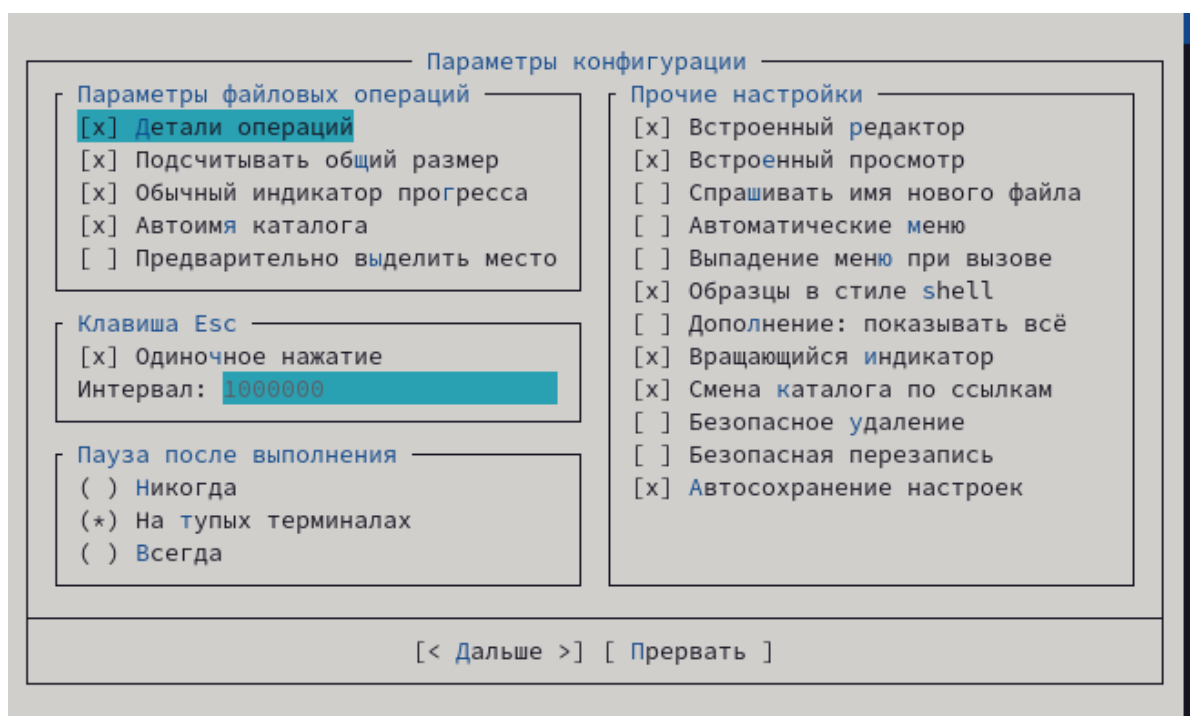 Параметры конфигурации
Параметры файловых операций
[x] Детали операций
[x] Подсчитывать общий размер
[x] Обычный индикатор прогресса
[x] Автоимя каталога
[ ] Предварительно выделить место
Клавиша Esc
[x] Одиночное нажатие
Интервал: 1000000
Пауза после выполнения
( ) Никогда
(*) На тупых терминалах
( ) Всегда
Прочие настройки
[x] Встроенный редактор
[x] Встроенный просмотр
[ ] Спрашивать имя нового файла
[ ] Автоматические меню
[ ] Выпадение меню при вызове
[x] Образцы в стиле shell
[ ] Дополнение: показывать всё
[x] Вращающийся индикатор
[x] Смена каталога по ссылкам
[ ] Безопасное удаление
[ ] Безопасная перезапись
[x] Автосохранение настроек
[< Дальше >] [ Прервать ]